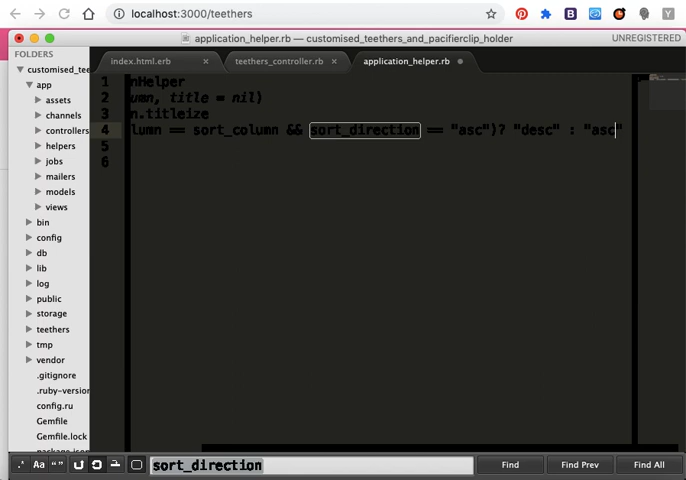 localhost:3000/teethers
application_helper.rb — customised_teethers_and_pacifierclip_holder
UNREGISTERED
FOLDERS
customised_tee
app
assets
channels
controllers
helpers
jobs
mailers
models
views
bin
config
db
lib
log
public
storage
teethers
tmp
vendor
.gitignore
.ruby-version
config.ru
Gemfile
Gemfile.lock
index.html.erb
teethers_controller.rb
application_helper.rb
1 nHelper
2 umn, title = nil)
3 n.titleize
4 lumn == sort_column && sort_direction == "asc")? "desc" : "asc"
5
6
.* Aa “ ”
sort_direction
Find
Find Prev
Find All